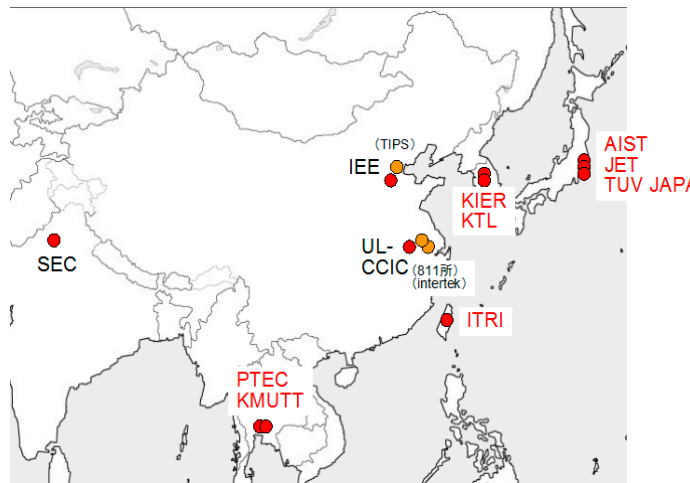 (TIPS)
IEE
AIST
JET
TUV JAPA
KIER
KTL
SEC
UL-
CCIC
(811所)
(intertek)
ITRI
PTEC
KMUTT